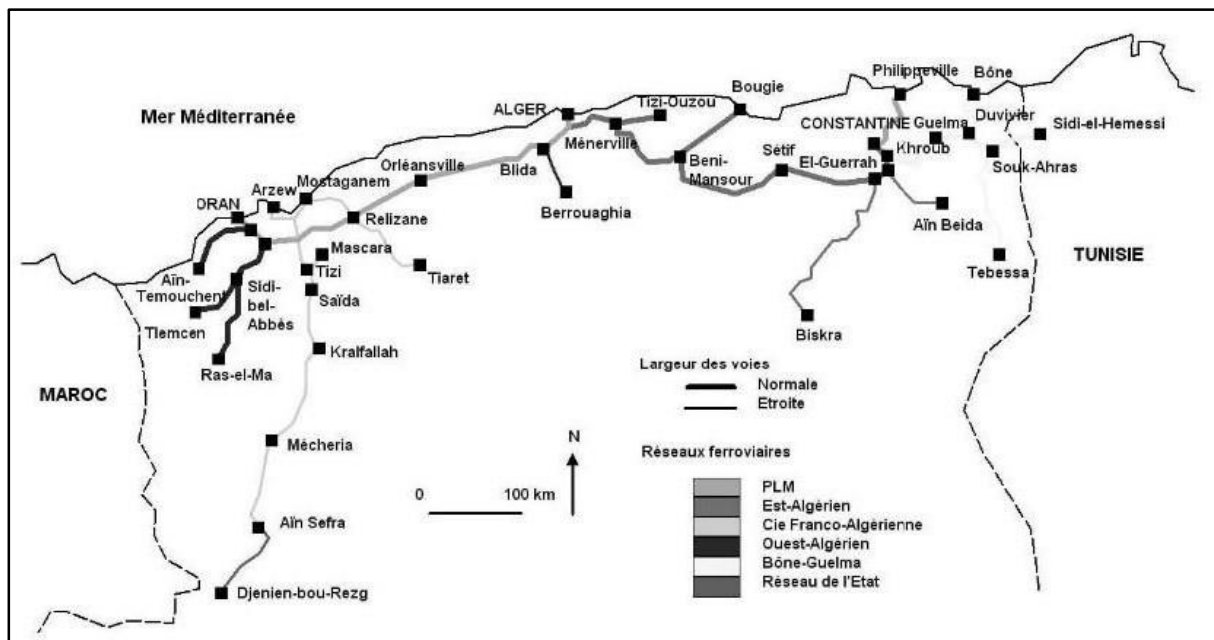 Philippeville
Bône
Bougie
ALGER
Tizi-Ouzou
Duvivier
Mer Méditerranée
CONSTANTINE
Guelma
Sidi-el-Hemessi
Ménerville
Khroub
Orléansville
Blida
Beni-
Mansour
Sétif
El-Guerrah
Souk-Ahras
Arzew
Mostaganem
ORAN
Berrouaghia
Relizane
Aïn Beida
Mascara
TUNISIE
Aïn-
Temouchent
Sidi-
bel-
Abbès
Tizi
Tiaret
Tebessa
Saïda
Tlemcen
Biskra
Kralfallah
Ras-el-Ma
Largeur des voies
Normale
Etroite
MAROC
Mécheria
N
Réseaux ferroviaires
0 100 km
PLM
Est-Algérien
Cie Franco-Algérienne
Ouest-Algérien
Bône-Guelma
Réseau de l'Etat
Aïn Sefra
Djenien-bou-Rezg